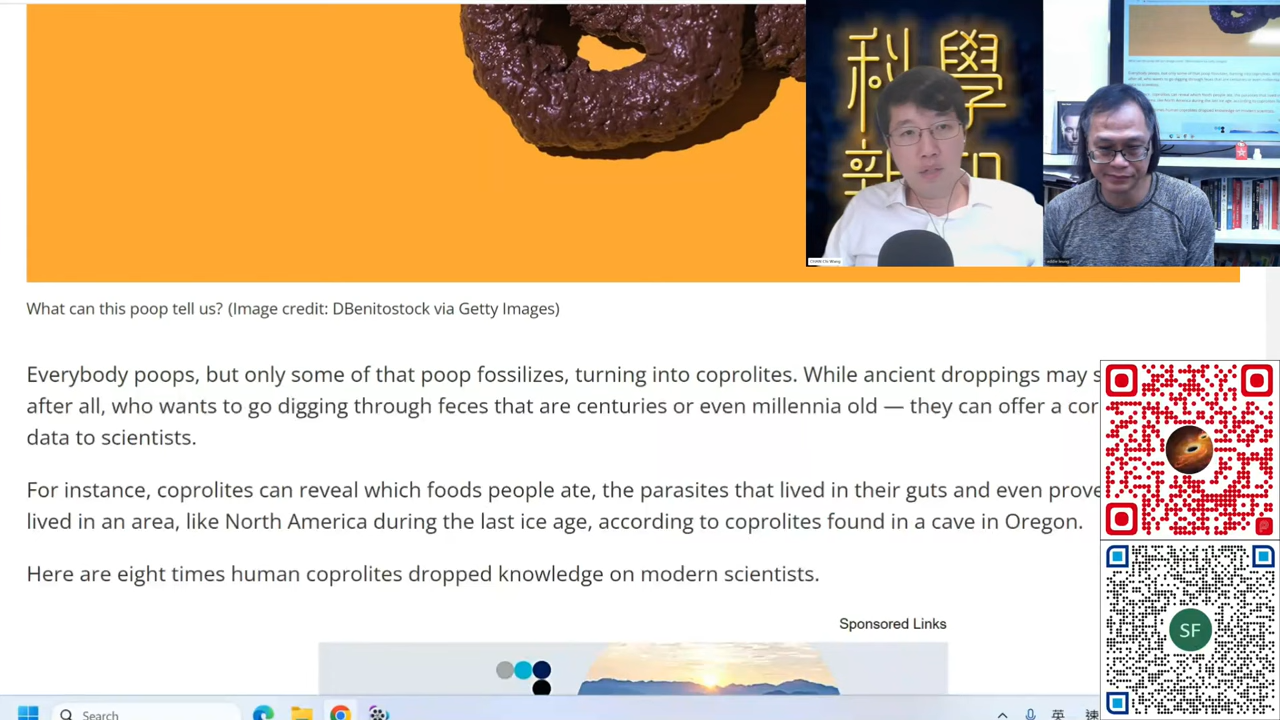 科學
新知
What can this poop tell us? (Image credit: DBenitostock via Getty Images)
Everybody poops, but only some of that poop fossilizes, turning into coprolites. While ancient droppings may s
after all, who wants to go digging through feces that are centuries or even millennia old — they can offer a cor
data to scientists.
For instance, coprolites can reveal which people ate, the parasites that lived in their guts and even prove
lived in an area, like North America during the last ice age, according to coprolites found in a cave in Oregon.
Here are eight times human coprolites dropped knowledge on modern scientists.
Sponsored Links
SF
Search
英
速